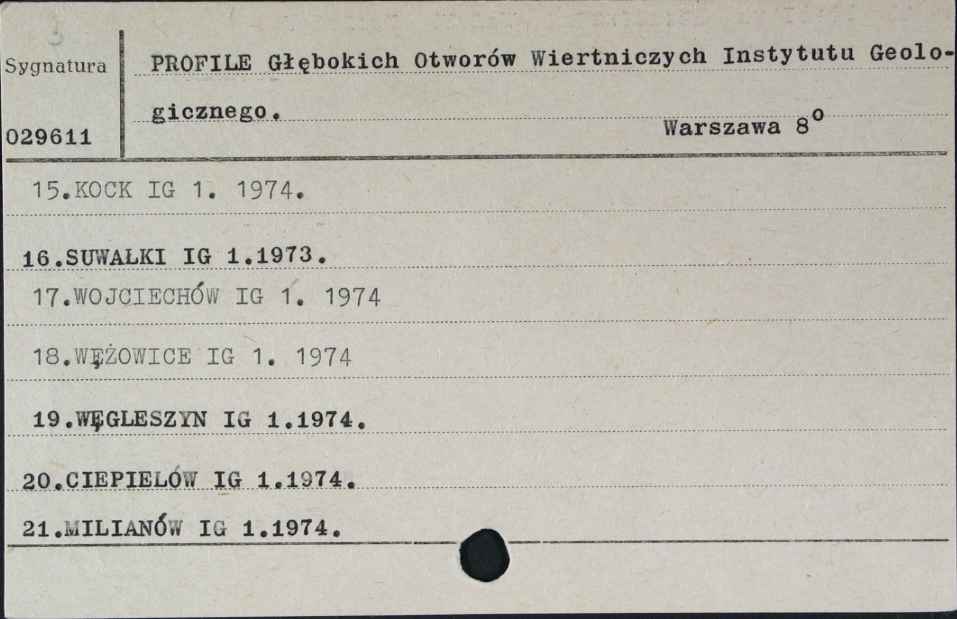 3
Sygnatura
PROFILE Głębokich Otworów Wiertniczych Instytutu Geolo-
gicznego.
029611
Warszawa 8⁰
15.KOCK IG 1. 1974.
16.SUWAŁKI IG 1.1973.
17.WOJCIECHÓW IG 1. 1974
18.WĘŻOWICE IG 1. 1974
19.WĘGLESZYN IG 1.1974.
20.CIEPIELÓW IG 1.1974.
21.MILIANÓW IG 1.1974.